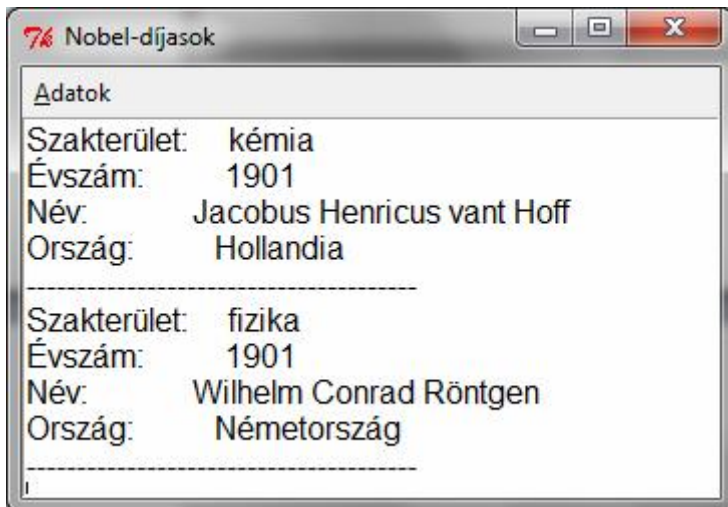 Nobel-díjasok
Adatok
Szakterület: kémia
Évszám: 1901
Név: Jacobus Henricus vant Hoff
Ország: Hollandia
----------------------------------------
Szakterület: fizika
Évszám: 1901
Név: Wilhelm Conrad Röntgen
Ország: Németország
----------------------------------------